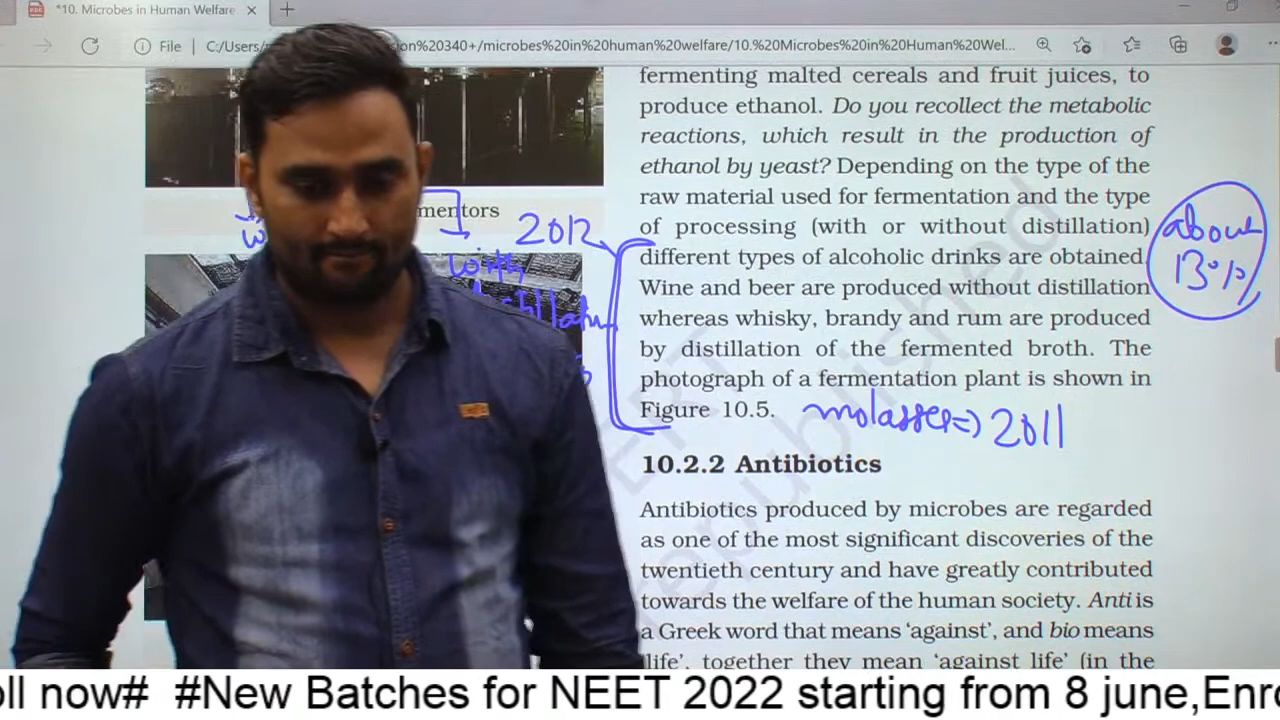 *10. Microbes in Human Welfare
File
C:/Users/
ion%20340+/microbes%20in%20human%20welfare/10.%20Microbes%20in%20Human%20Wel...
fermenting malted cereals and fruit juices, to
produce ethanol. Do you recollect the metabolic
reactions, which result in the production of
ethanol by yeast? Depending on the type of the
raw material used for fermentation and the type
of processing (with or without distillation)
different types of alcoholic drinks are obtained.
Wine and beer are produced without distillation
whereas whisky, brandy and rum are produced
by distillation of the fermented broth. The
photograph of a fermentation plant is shown in
Figure 10.5.
molasses => 2011
about
13%
mentors
2012
with
10.2.2 Antibiotics
Antibiotics produced by microbes are regarded
as one of the most significant discoveries of the
twentieth century and have greatly contributed
towards the welfare of the human society. Anti is
a Greek word that means 'against', and bio means
'life', together they mean 'against life' (in the
oll now# #New Batches for NEET 2022 starting from 8 june,Enro